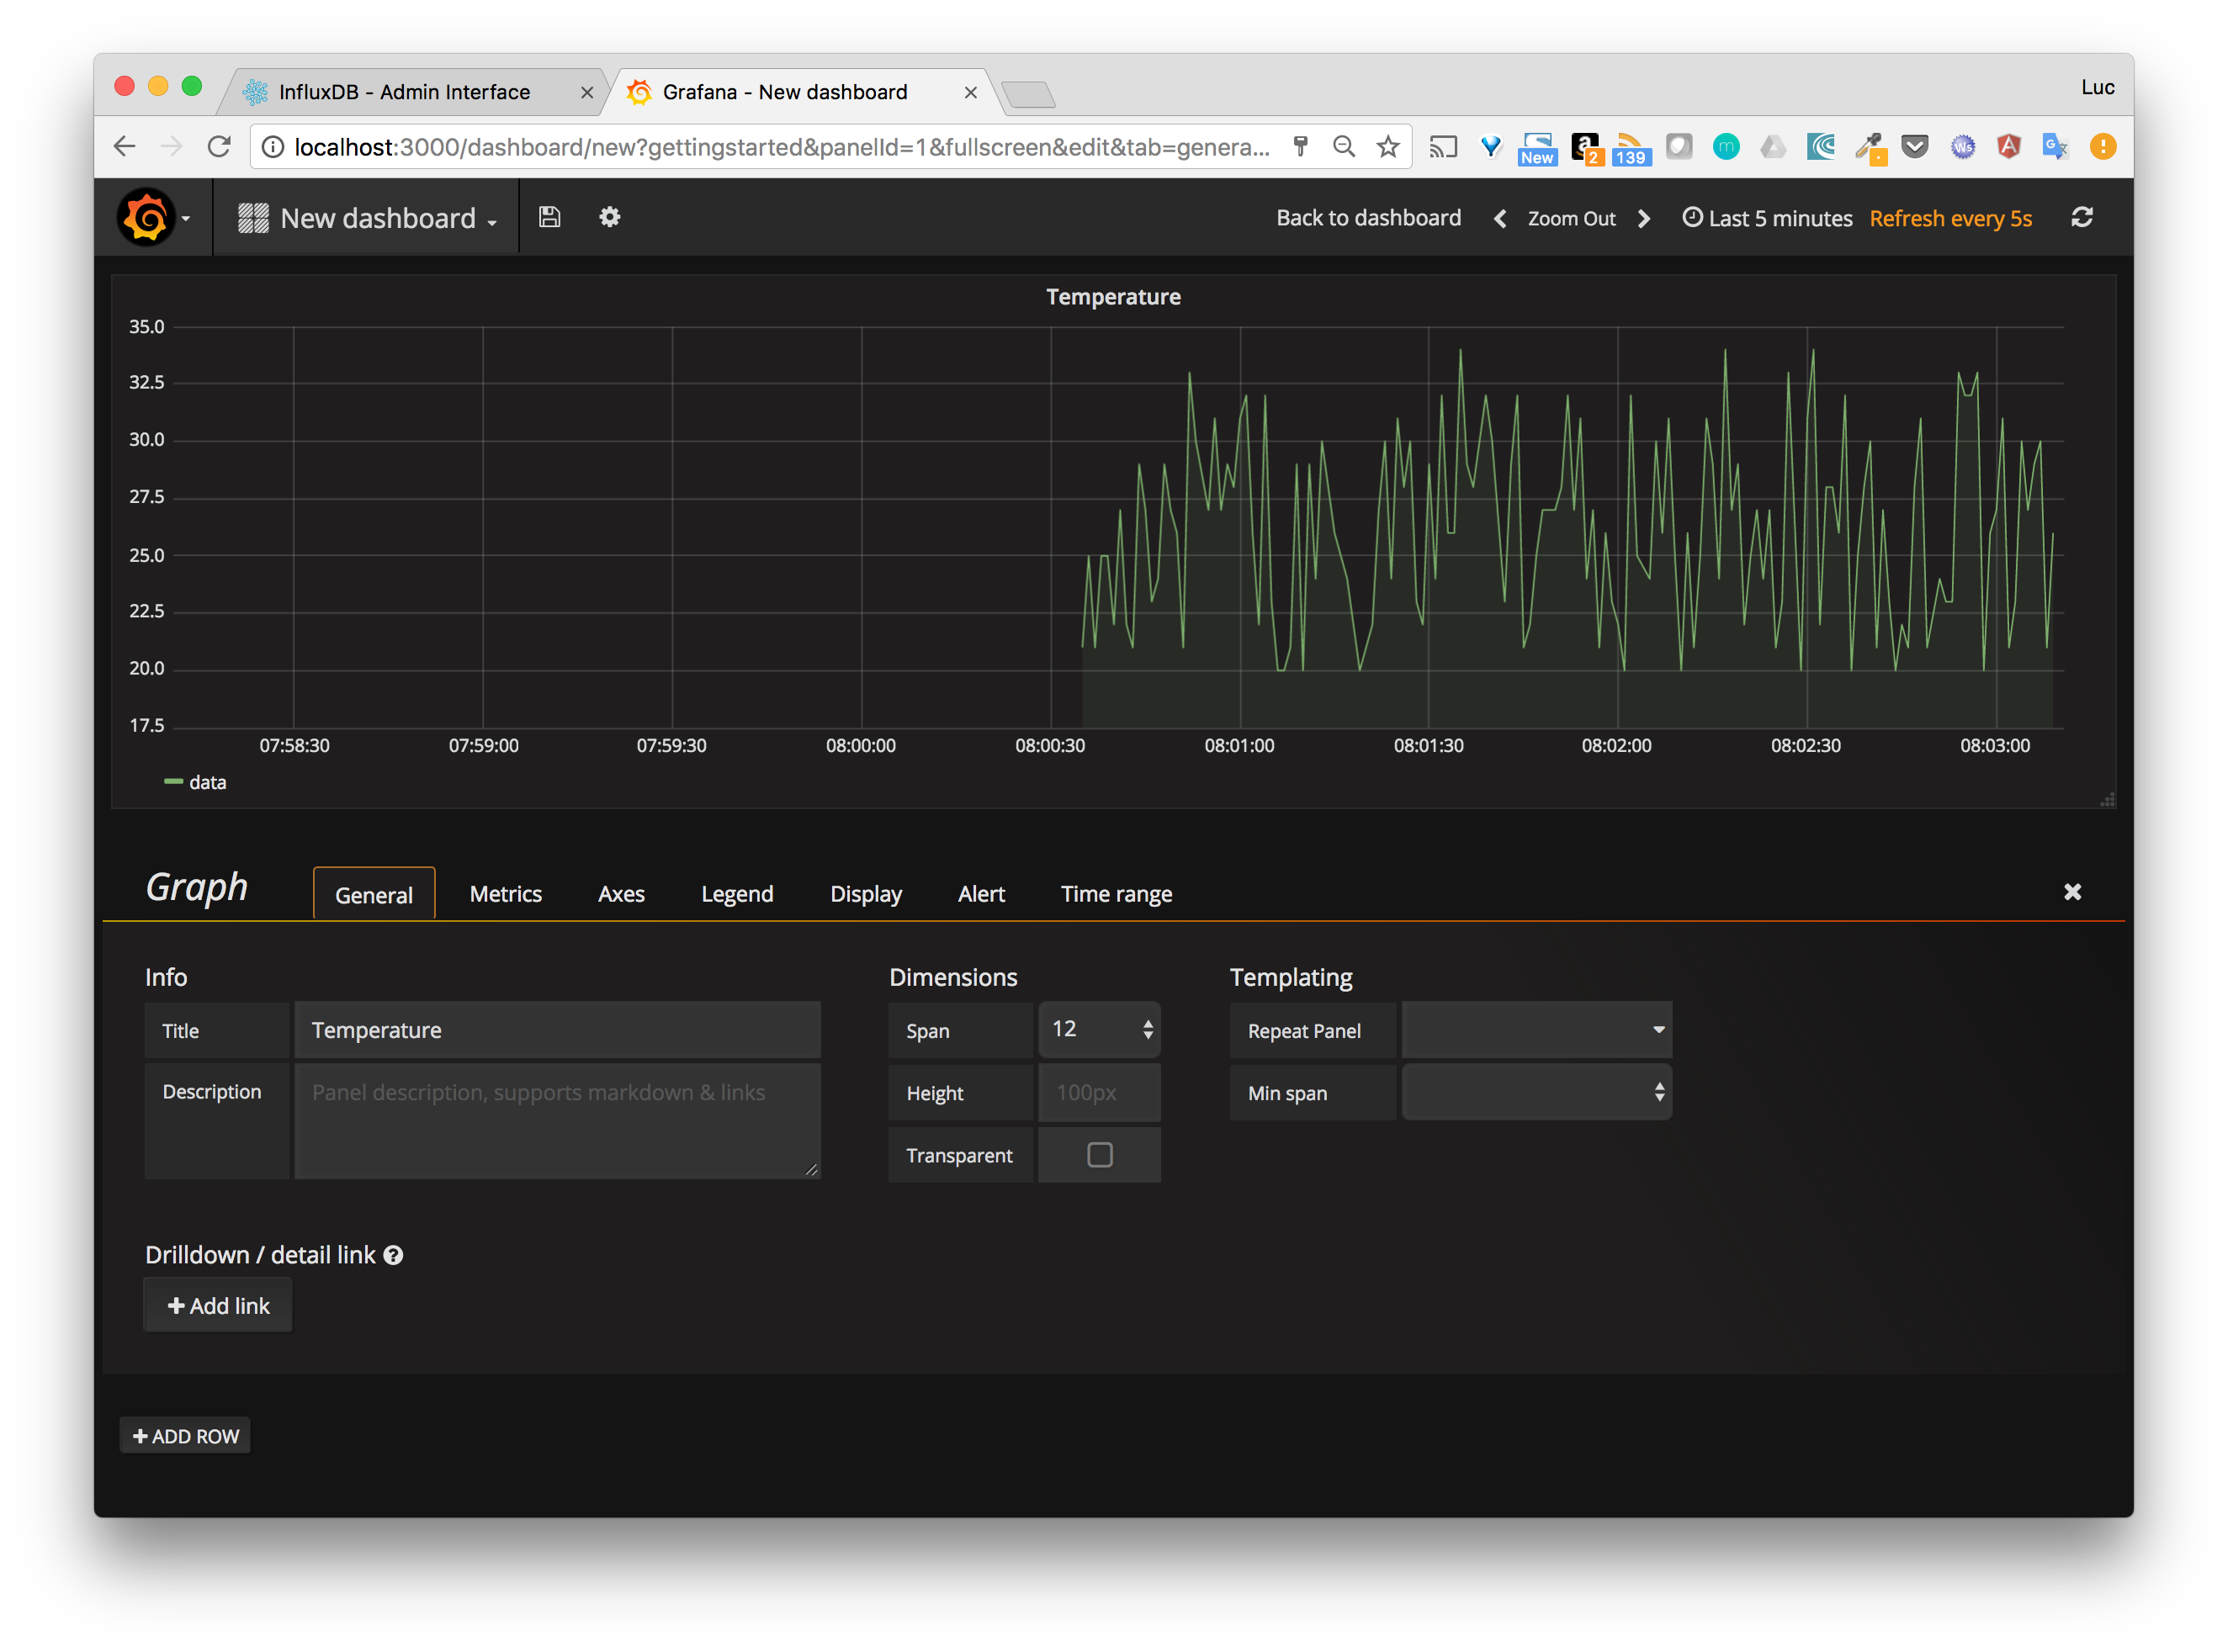 InfluxDB - Admin Interface
Grafana - New dashboard
Luc
localhost:3000/dashboard/new?gettingstarted&panelId=1&fullscreen&edit&tab=genera...
New
a
2
139
m
Ws
A
G
New dashboard
Back to dashboard
Zoom Out
Last 5 minutes
Refresh every 5s
Temperature
35.0
32.5
30.0
27.5
25.0
22.5
20.0
17.5
07:58:30
07:59:00
07:59:30
08:00:00
08:00:30
08:01:00
08:01:30
08:02:00
08:02:30
08:03:00
data
Graph
General
Metrics
Axes
Legend
Display
Alert
Time range
Info
Dimensions
Templating
Title
Temperature
Span
12
Repeat Panel
Description
Panel description, supports markdown & links
Height
100px
Min span
Transparent
Drilldown / detail link
Add link
ADD ROW